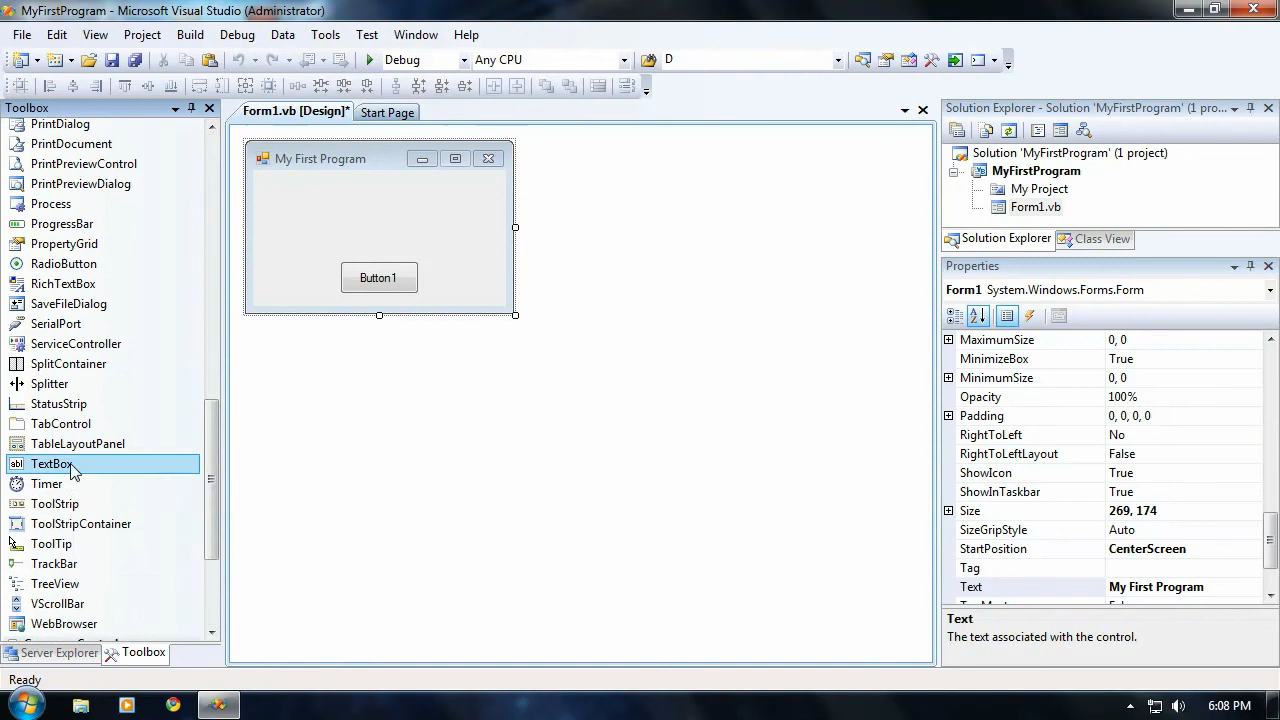 MyFirstProgram - Microsoft Visual Studio (Administrator)
File Edit View Project Build Debug Data Tools Test Window Help
Debug Any CPU D
Toolbox
PrintDialog
PrintDocument
PrintPreviewControl
PrintPreviewDialog
Process
ProgressBar
PropertyGrid
RadioButton
RichTextBox
SaveFileDialog
SerialPort
ServiceController
SplitContainer
Splitter
StatusStrip
TabControl
TableLayoutPanel
TextBox
Timer
ToolStrip
ToolStripContainer
ToolTip
TrackBar
TreeView
VScrollBar
WebBrowser
Server Explorer Toolbox
Form1.vb [Design]* Start Page
My First Program
Button1
Solution Explorer - Solution 'MyFirstProgram' (1 pro...
Solution 'MyFirstProgram' (1 project)
MyFirstProgram
My Project
Form1.vb
Solution Explorer Class View
Properties
Form1 System.Windows.Forms.Form
MaximumSize 0, 0
MinimizeBox True
MinimumSize 0, 0
Opacity 100%
Padding 0, 0, 0, 0
RightToLeft No
RightToLeftLayout False
ShowIcon True
ShowInTaskbar True
Size 269, 174
SizeGripStyle Auto
StartPosition CenterScreen
Tag
Text My First Program
Text
The text associated with the control.
Ready
6:08 PM